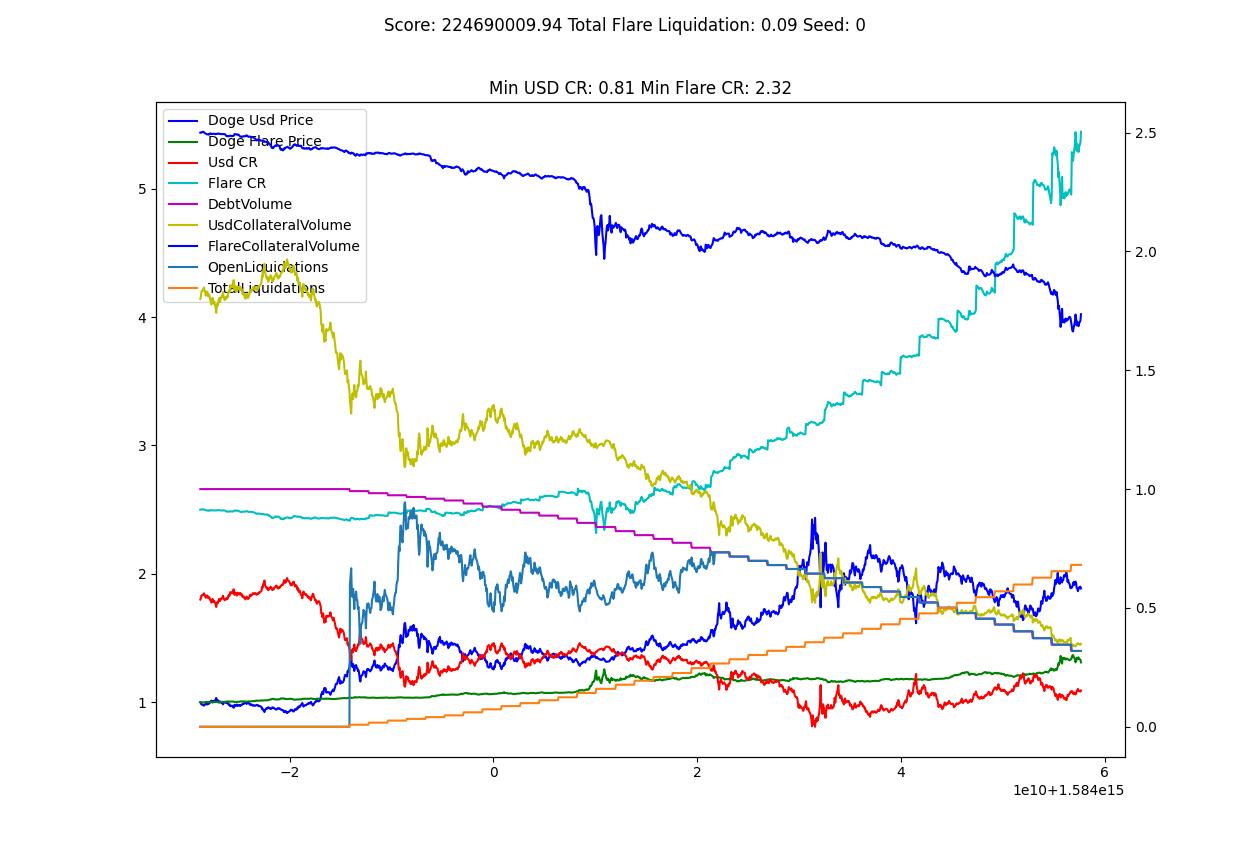 Score: 224690009.94 Total Flare Liquidation: 0.09 Seed: 0
Min USD CR: 0.81 Min Flare CR: 2.32
Doge Usd Price
Doge Flare Price
Usd CR
Flare CR
DebtVolume
UsdCollateralVolume
FlareCollateralVolume
OpenLiquidations
TotalLiquidations
5
4
3
2
1
2.5
2.0
1.5
1.0
0.5
0.0
−2 0 2 4 6
1e10+1.584e15